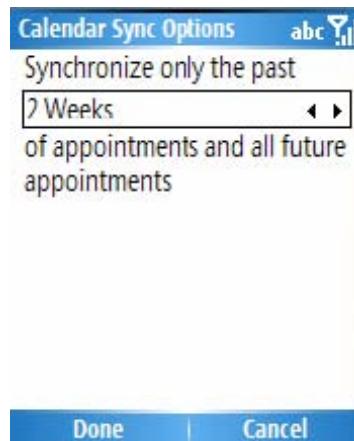 Calendar Sync Options abc
Synchronize only the past
2 Weeks
of appointments and all future
appointments
Done Cancel